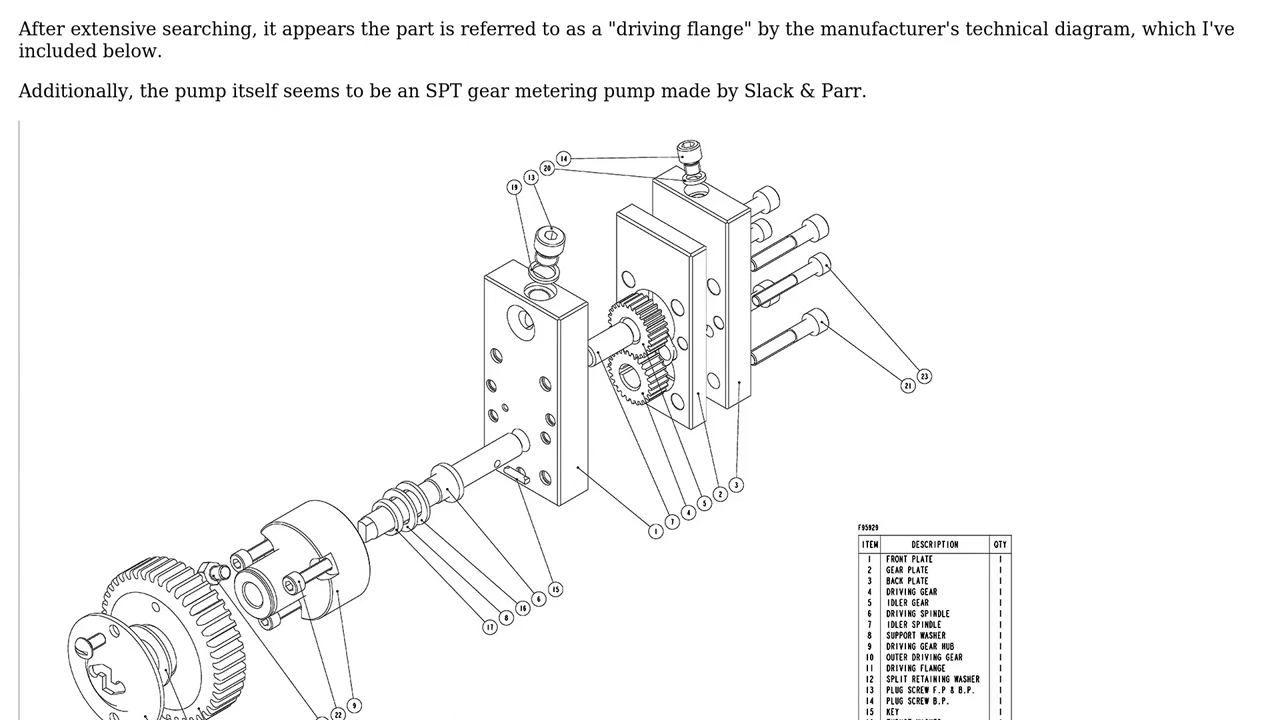 After extensive searching, it appears the part is referred to as a "driving flange" by the manufacturer's technical diagram, which I've
included below.
Additionally, the pump itself seems to be an SPT gear metering pump made by Slack & Parr.
14
20
13
19
23
21
3
2
5
4
7
1
15
6
16
8
17
9
22
F95929
ITEM DESCRIPTION QTY
1 FRONT PLATE 1
2 GEAR PLATE 1
3 BACK PLATE 1
4 DRIVING GEAR 1
5 IDLER GEAR 1
6 DRIVING SPINDLE 1
7 IDLER SPINDLE 1
8 SUPPORT WASHER 1
9 DRIVING GEAR HUB 1
10 OUTER DRIVING GEAR 1
11 DRIVING FLANGE 1
12 SPLIT RETAINING WASHER 1
13 PLUG SCREW F.P & B.P. 1
14 PLUG SCREW B.P. 1
15 KEY 1